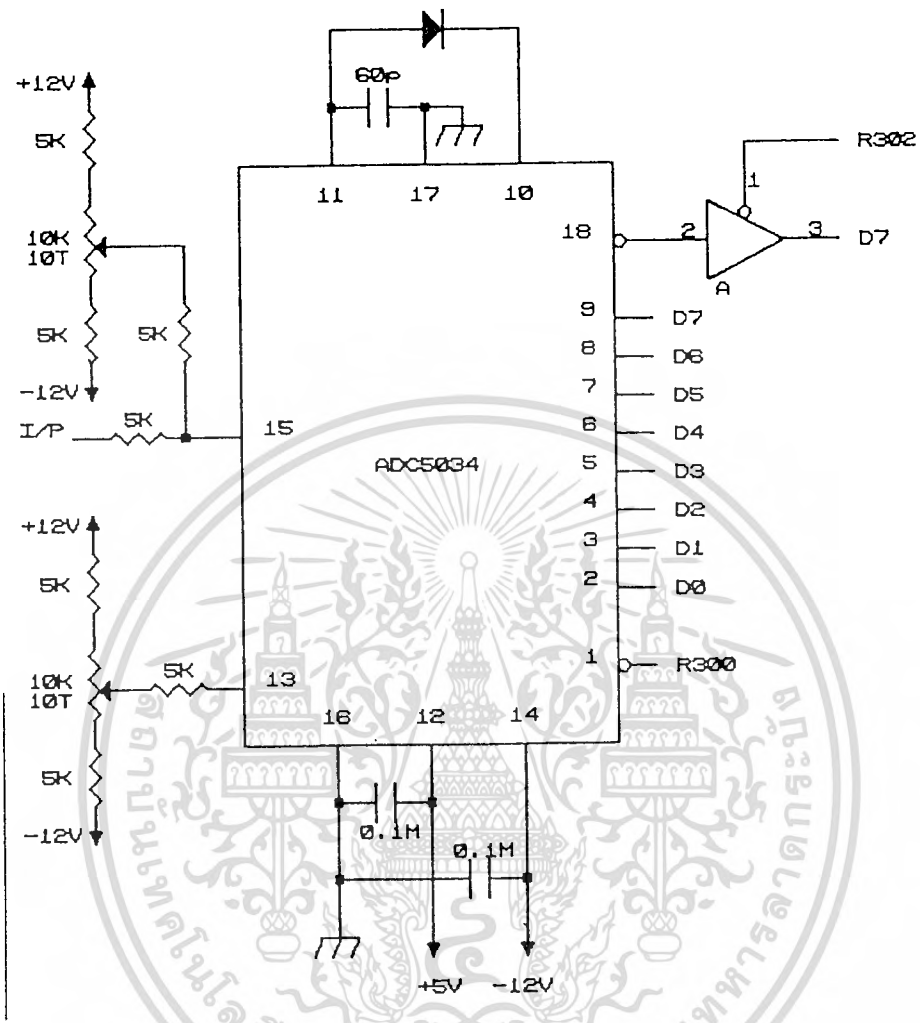 60p
+12V
5K
10K
10T
5K
-12V
5K
I/P
5K
11
17
10
15
ADC5034
18
9
D7
8
D6
7
D5
6
D4
5
D3
4
D2
3
D1
2
D0
1
R300
R302
1
2
3
D7
A
+12V
5K
10K
10T
5K
-12V
5K
13
16
12
14
0.1M
0.1M
+5V
-12V